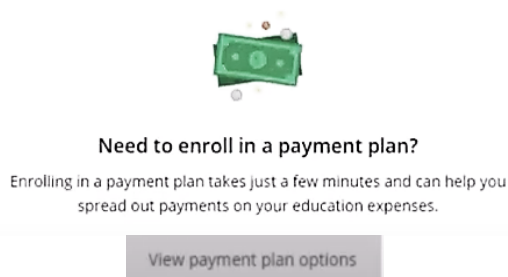 Need to enroll in a payment plan?
Enrolling in a payment plan takes just a few minutes and can help you
spread out payments on your education expenses.
View payment plan options